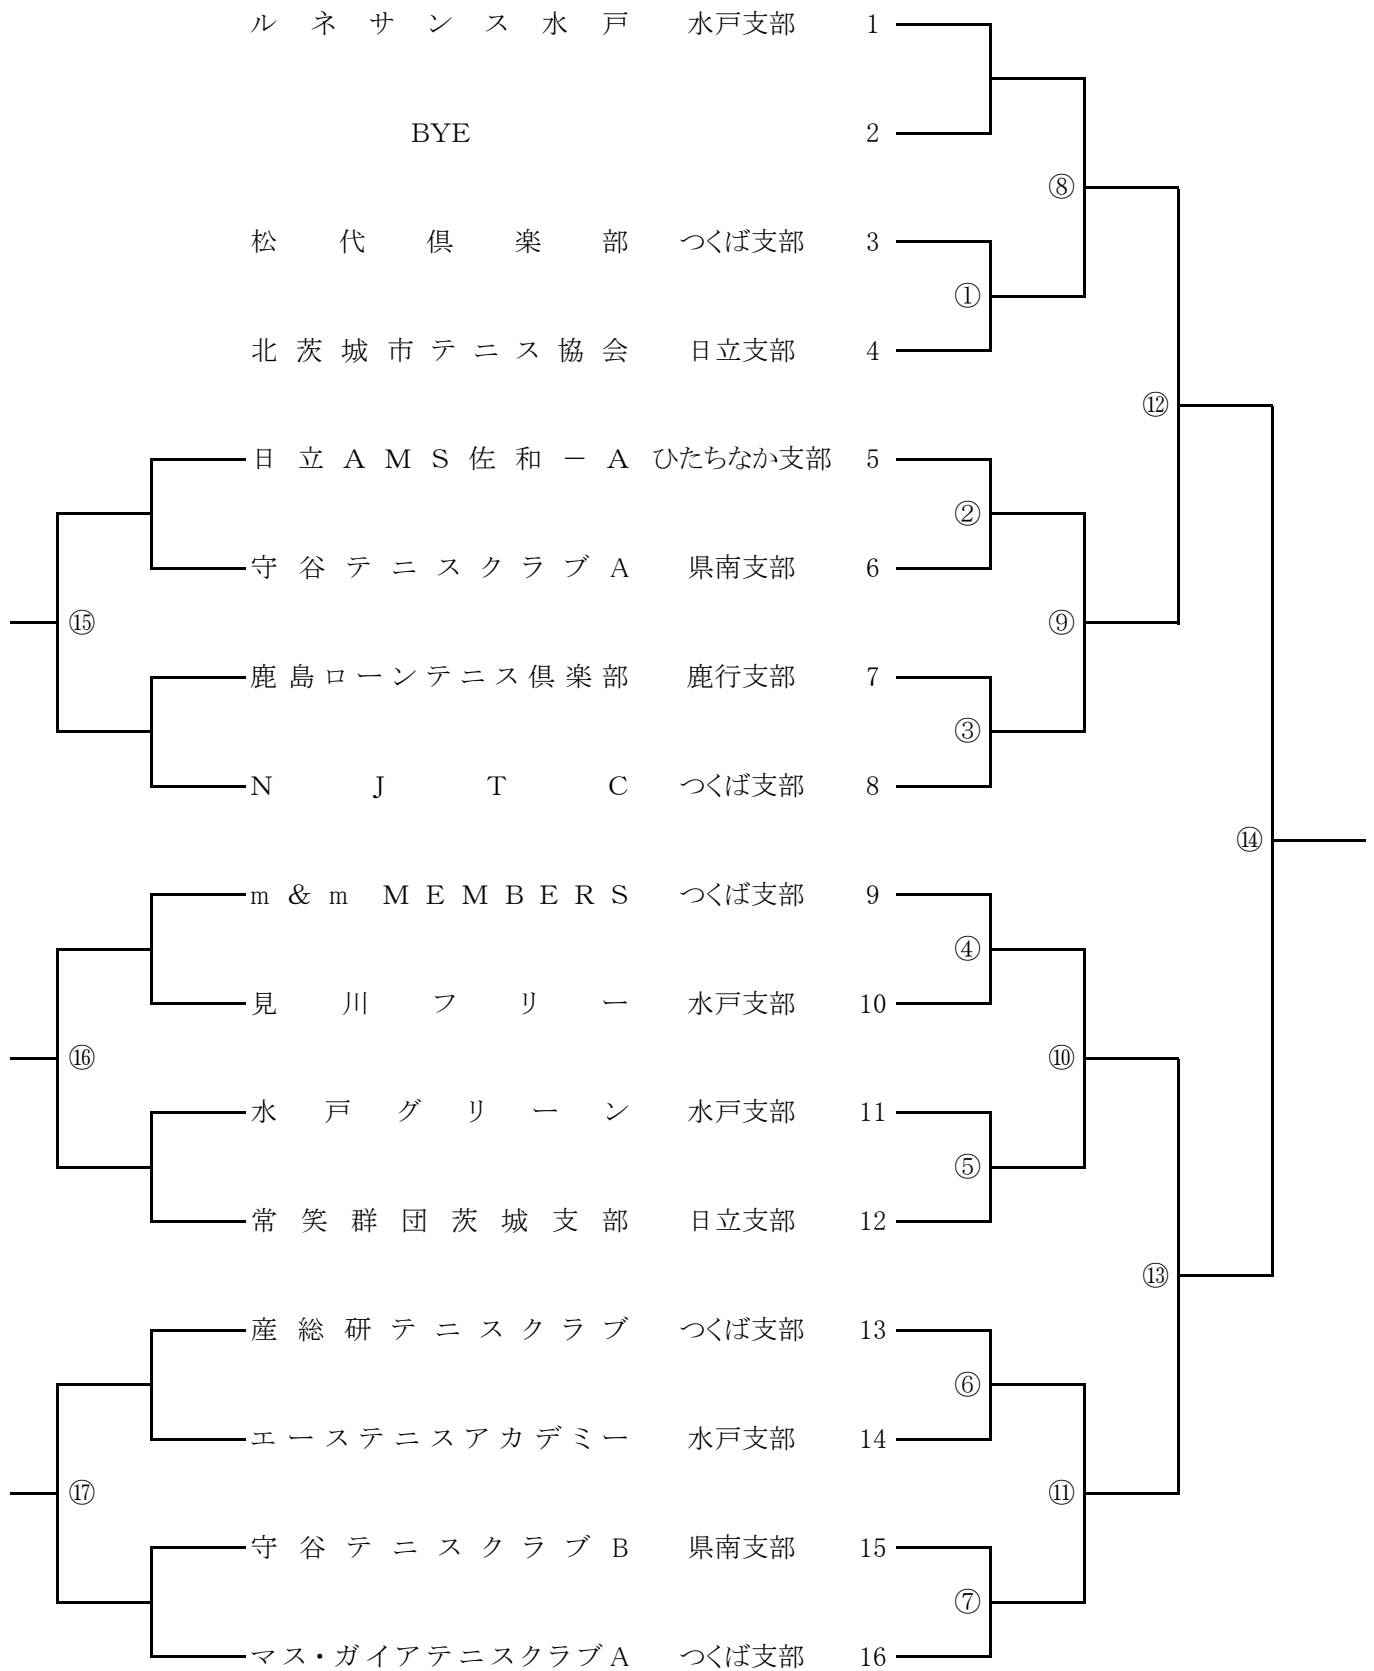 ルネサンス水戸 水戸支部 1
BYE 2
⑧
松代倶楽部 つくば支部 3
①
北茨城市テニス協会 日立支部 4
⑫
日立AMS佐和－A ひたちなか支部 5
②
守谷テニスクラブA 県南支部 6
⑮ ⑨
鹿島ローンテニス倶楽部 鹿行支部 7
③
NJTC つくば支部 8
⑭
m&m MEMBERS つくば支部 9
④
見川フリー 水戸支部 10
⑯ ⑩
水戸グリーン 水戸支部 11
⑤
常笑群団茨城支部 日立支部 12
⑬
産総研テニスクラブ つくば支部 13
⑥
エーステニスアカデミー 水戸支部 14
⑰ ⑪
守谷テニスクラブB 県南支部 15
⑦
マス・ガイアテニスクラブA つくば支部 16